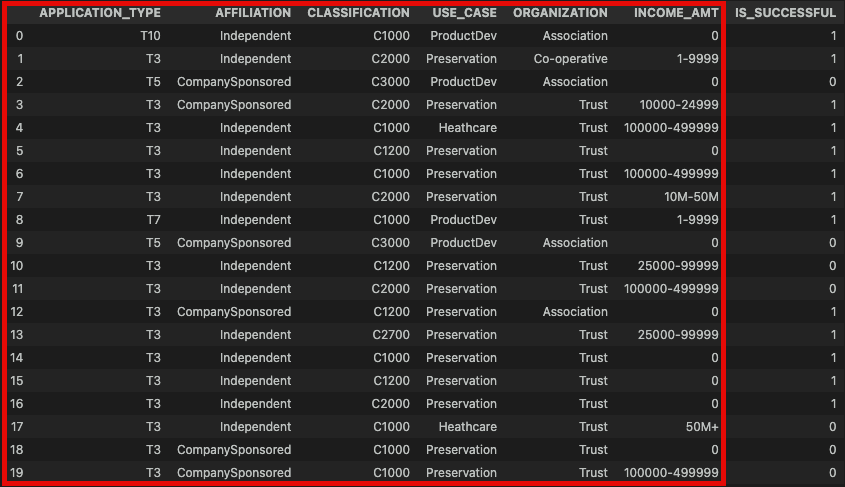 APPLICATION_TYPE AFFILIATION CLASSIFICATION USE_CASE ORGANIZATION INCOME_AMT IS_SUCCESSFUL
0 T10 Independent C1000 ProductDev Association 0 1
1 T3 Independent C2000 Preservation Co-operative 1-9999 1
2 T5 CompanySponsored C3000 ProductDev Association 0 0
3 T3 CompanySponsored C2000 Preservation Trust 10000-24999 1
4 T3 Independent C1000 Heathcare Trust 100000-499999 1
5 T3 Independent C1200 Preservation Trust 0 1
6 T3 Independent C1000 Preservation Trust 100000-499999 1
7 T3 Independent C2000 Preservation Trust 10M-50M 1
8 T7 Independent C1000 ProductDev Trust 1-9999 1
9 T5 CompanySponsored C3000 ProductDev Association 0 0
10 T3 Independent C1200 Preservation Trust 25000-99999 0
11 T3 Independent C2000 Preservation Trust 100000-499999 0
12 T3 CompanySponsored C1200 Preservation Association 0 1
13 T3 Independent C2700 Preservation Trust 25000-99999 1
14 T3 Independent C1000 Preservation Trust 0 1
15 T3 Independent C1200 Preservation Trust 0 1
16 T3 Independent C2000 Preservation Trust 0 1
17 T3 Independent C1000 Heathcare Trust 50M+ 0
18 T3 CompanySponsored C1000 Preservation Trust 0 0
19 T3 CompanySponsored C1000 Preservation Trust 100000-499999 0